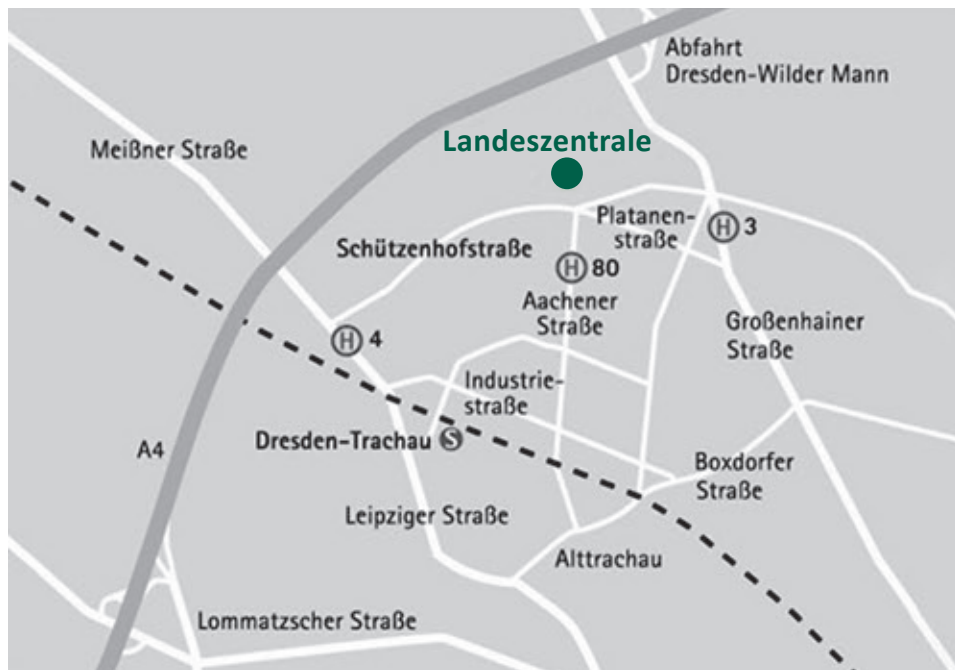 Abfahrt
Dresden-Wilder Mann
Landeszentrale
Meißner Straße
Platanen-
straße
H 3
Schützenhofstraße
H 80
Aachener
Straße
Großenhainer
Straße
H 4
Industrie-
straße
Dresden-Trachau S
A4
Boxdorfer
Straße
Leipziger Straße
Alttrachau
Lommatzscher Straße